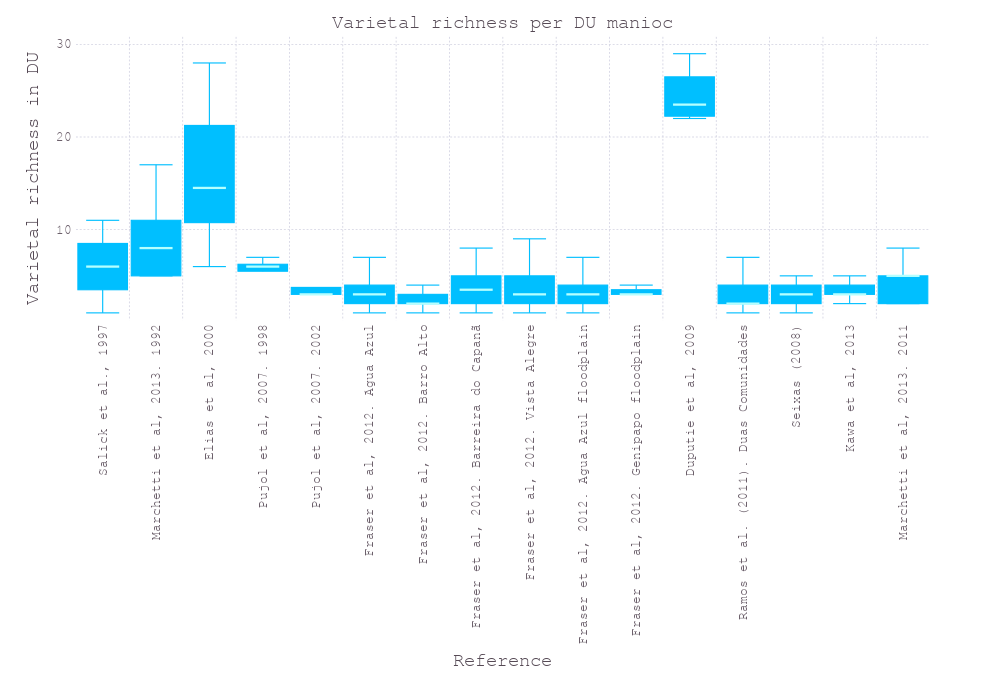 Varietal richness per DU manioc
Varietal richness in DU
30
20
10
Salick et al., 1997
Marchetti et al, 2013. 1992
Elias et al, 2000
Pujol et al, 2007. 1998
Pujol et al, 2007. 2002
Fraser et al, 2012. Agua Azul
Fraser et al, 2012. Barro Alto
Fraser et al, 2012. Barreira do Capanã
Fraser et al, 2012. Vista Alegre
Fraser et al, 2012. Agua Azul floodplain
Fraser et al, 2012. Genipapo floodplain
Duputie et al, 2009
Ramos et al. (2011). Duas Comunidades
Seixas (2008)
Kawa et al, 2013
Marchetti et al, 2013. 2011
Reference